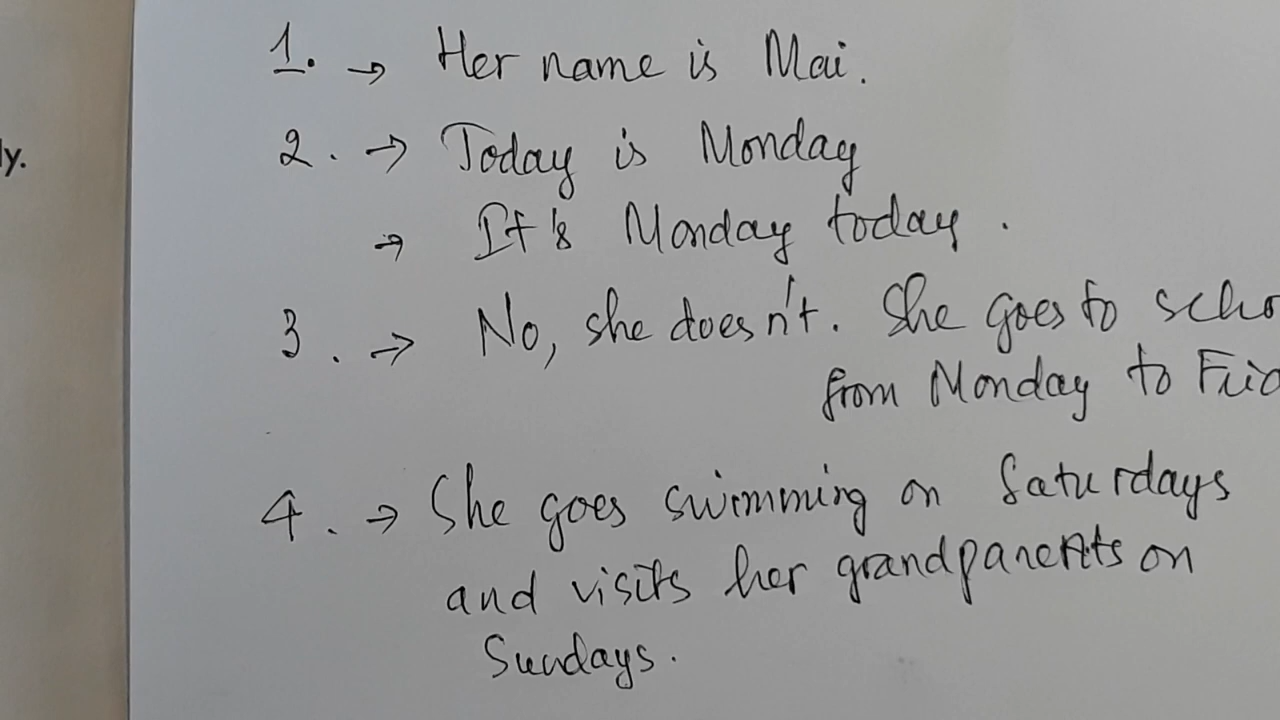 ly.
1. → Her name is Mai.
2. → Today is Monday
→ It's Monday today.
3. → No, she doesn't. She goes to scho
from Monday to Frid
4. → She goes swimming on Saturdays
and visits her grandparents on
Sundays.